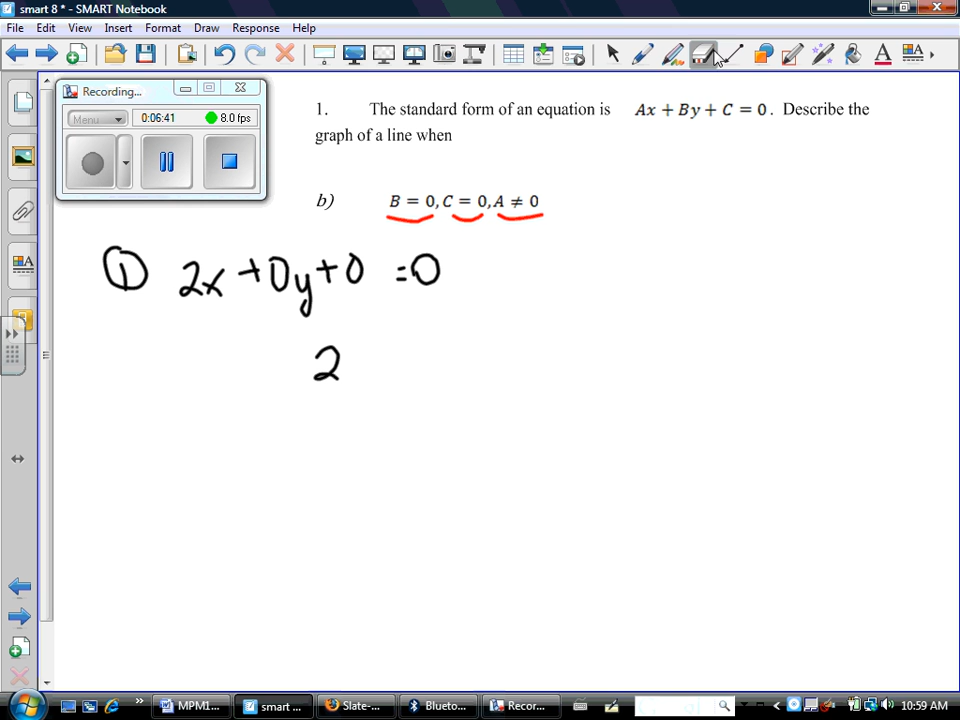 smart 8 * - SMART Notebook
File Edit View Insert Format Draw Response Help
Recording...
Menu 0:06:41 8.0 fps
1. The standard form of an equation is Ax + By + C = 0. Describe the
graph of a line when
b) B = 0, C = 0, A ≠ 0
① 2x +0y+0 =0
2
MPM1... smart ... Slate-... Blueto... Recor... 10:59 AM